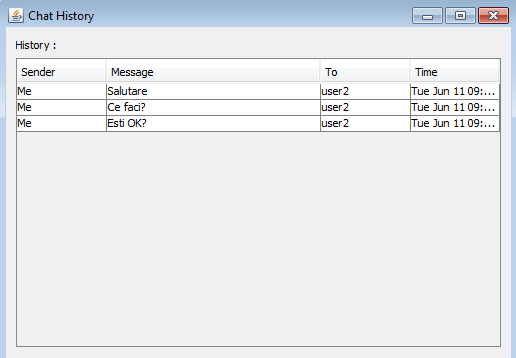 Chat History
History :
Sender Message To Time
Me Salutare user2 Tue Jun 11 09:...
Me Ce faci? user2 Tue Jun 11 09:...
Me Esti OK? user2 Tue Jun 11 09:...